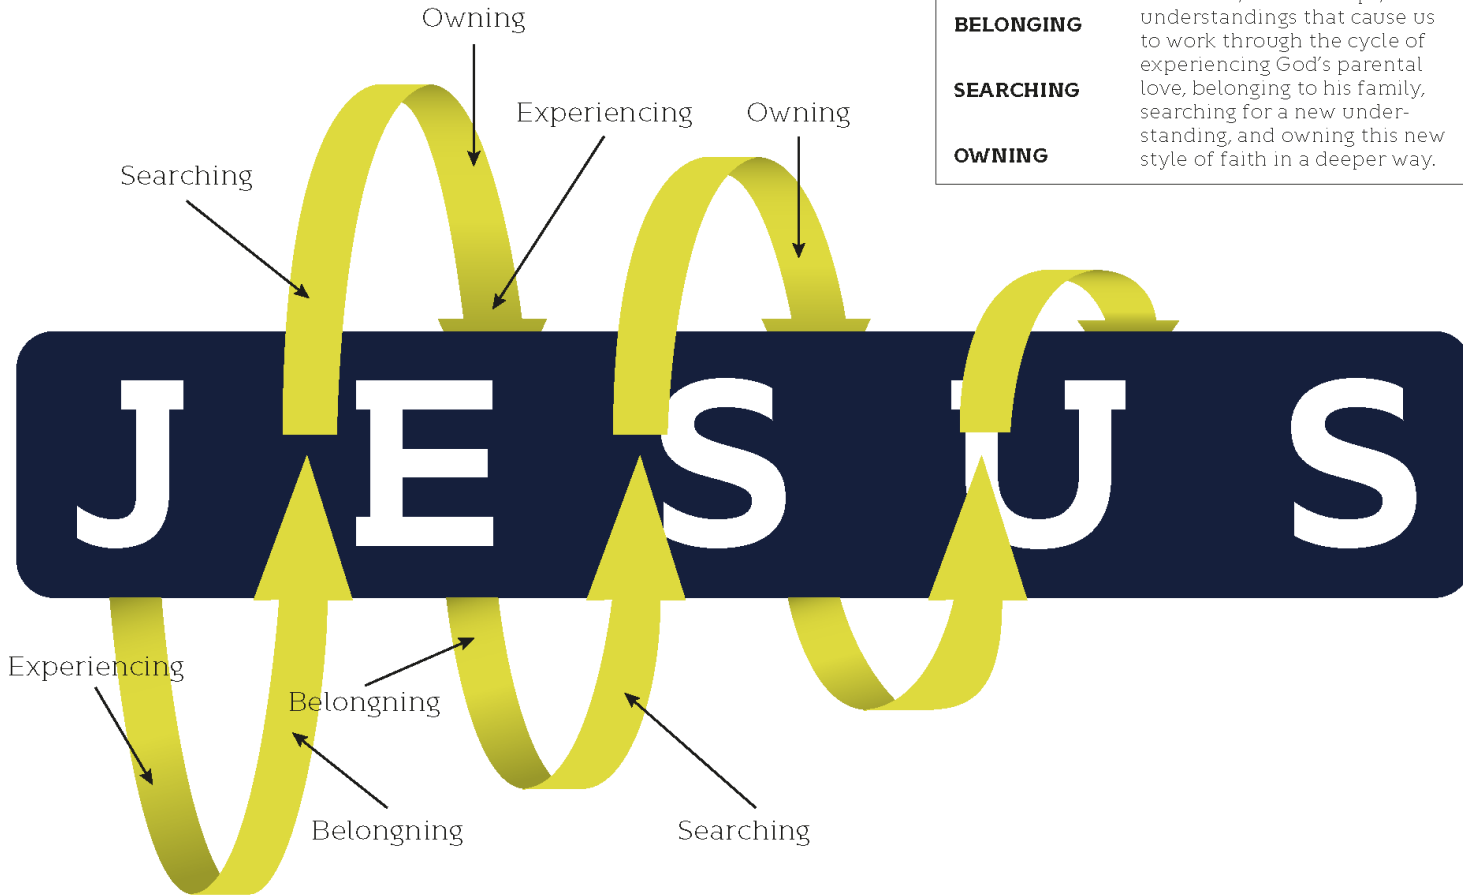 Owning
understandings that cause us
BELONGING
to work through the cycle of
experiencing God's parental
SEARCHING
love, belonging to his family,
searching for a new under-
standing, and owning this new
OWNING
style of faith in a deeper way.
Experiencing
Owning
Searching
JESUS
Experiencing
Belongning
Belongning
Searching